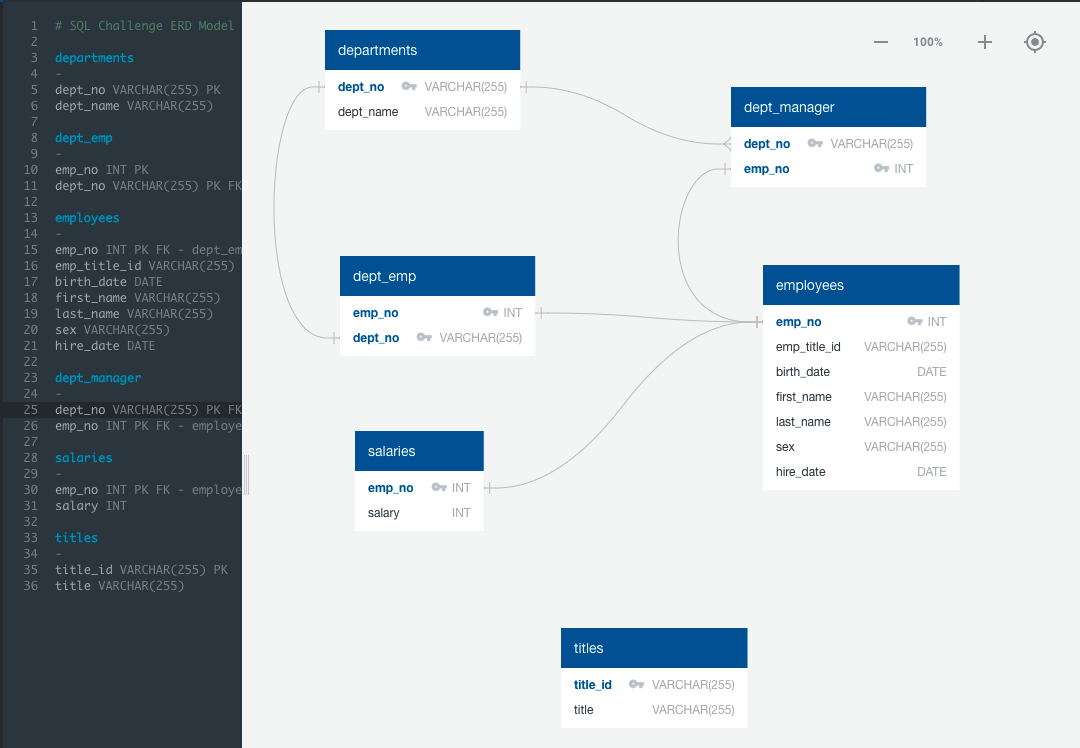 1 # SQL Challenge ERD Model
2
3 departments
4 -
5 dept_no VARCHAR(255) PK
6 dept_name VARCHAR(255)
7
8 dept_emp
9 -
10 emp_no INT PK
11 dept_no VARCHAR(255) PK FK
12
13 employees
14 -
15 emp_no INT PK FK - dept_em
16 emp_title_id VARCHAR(255)
17 birth_date DATE
18 first_name VARCHAR(255)
19 last_name VARCHAR(255)
20 sex VARCHAR(255)
21 hire_date DATE
22
23 dept_manager
24 -
25 dept_no VARCHAR(255) PK FK
26 emp_no INT PK FK - employe
27
28 salaries
29 -
30 emp_no INT PK FK - employe
31 salary INT
32
33 titles
34 -
35 title_id VARCHAR(255) PK
36 title VARCHAR(255)
100%
departments
dept_no VARCHAR(255)
dept_name VARCHAR(255)
dept_manager
dept_no VARCHAR(255)
emp_no INT
dept_emp
emp_no INT
dept_no VARCHAR(255)
employees
emp_no INT
emp_title_id VARCHAR(255)
birth_date DATE
first_name VARCHAR(255)
last_name VARCHAR(255)
sex VARCHAR(255)
hire_date DATE
salaries
emp_no INT
salary INT
titles
title_id VARCHAR(255)
title VARCHAR(255)